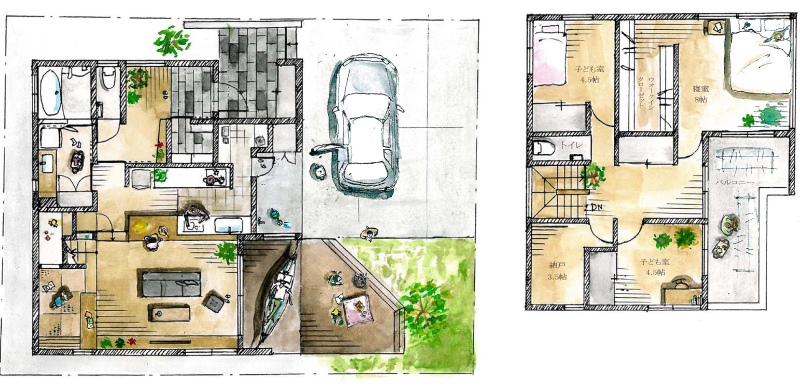 子ども室
4.5帖
ウォークイン
クローゼット
寝室
8帖
トイレ
バルコニー
DN
納戸
3.5帖
子ども室
4.5帖